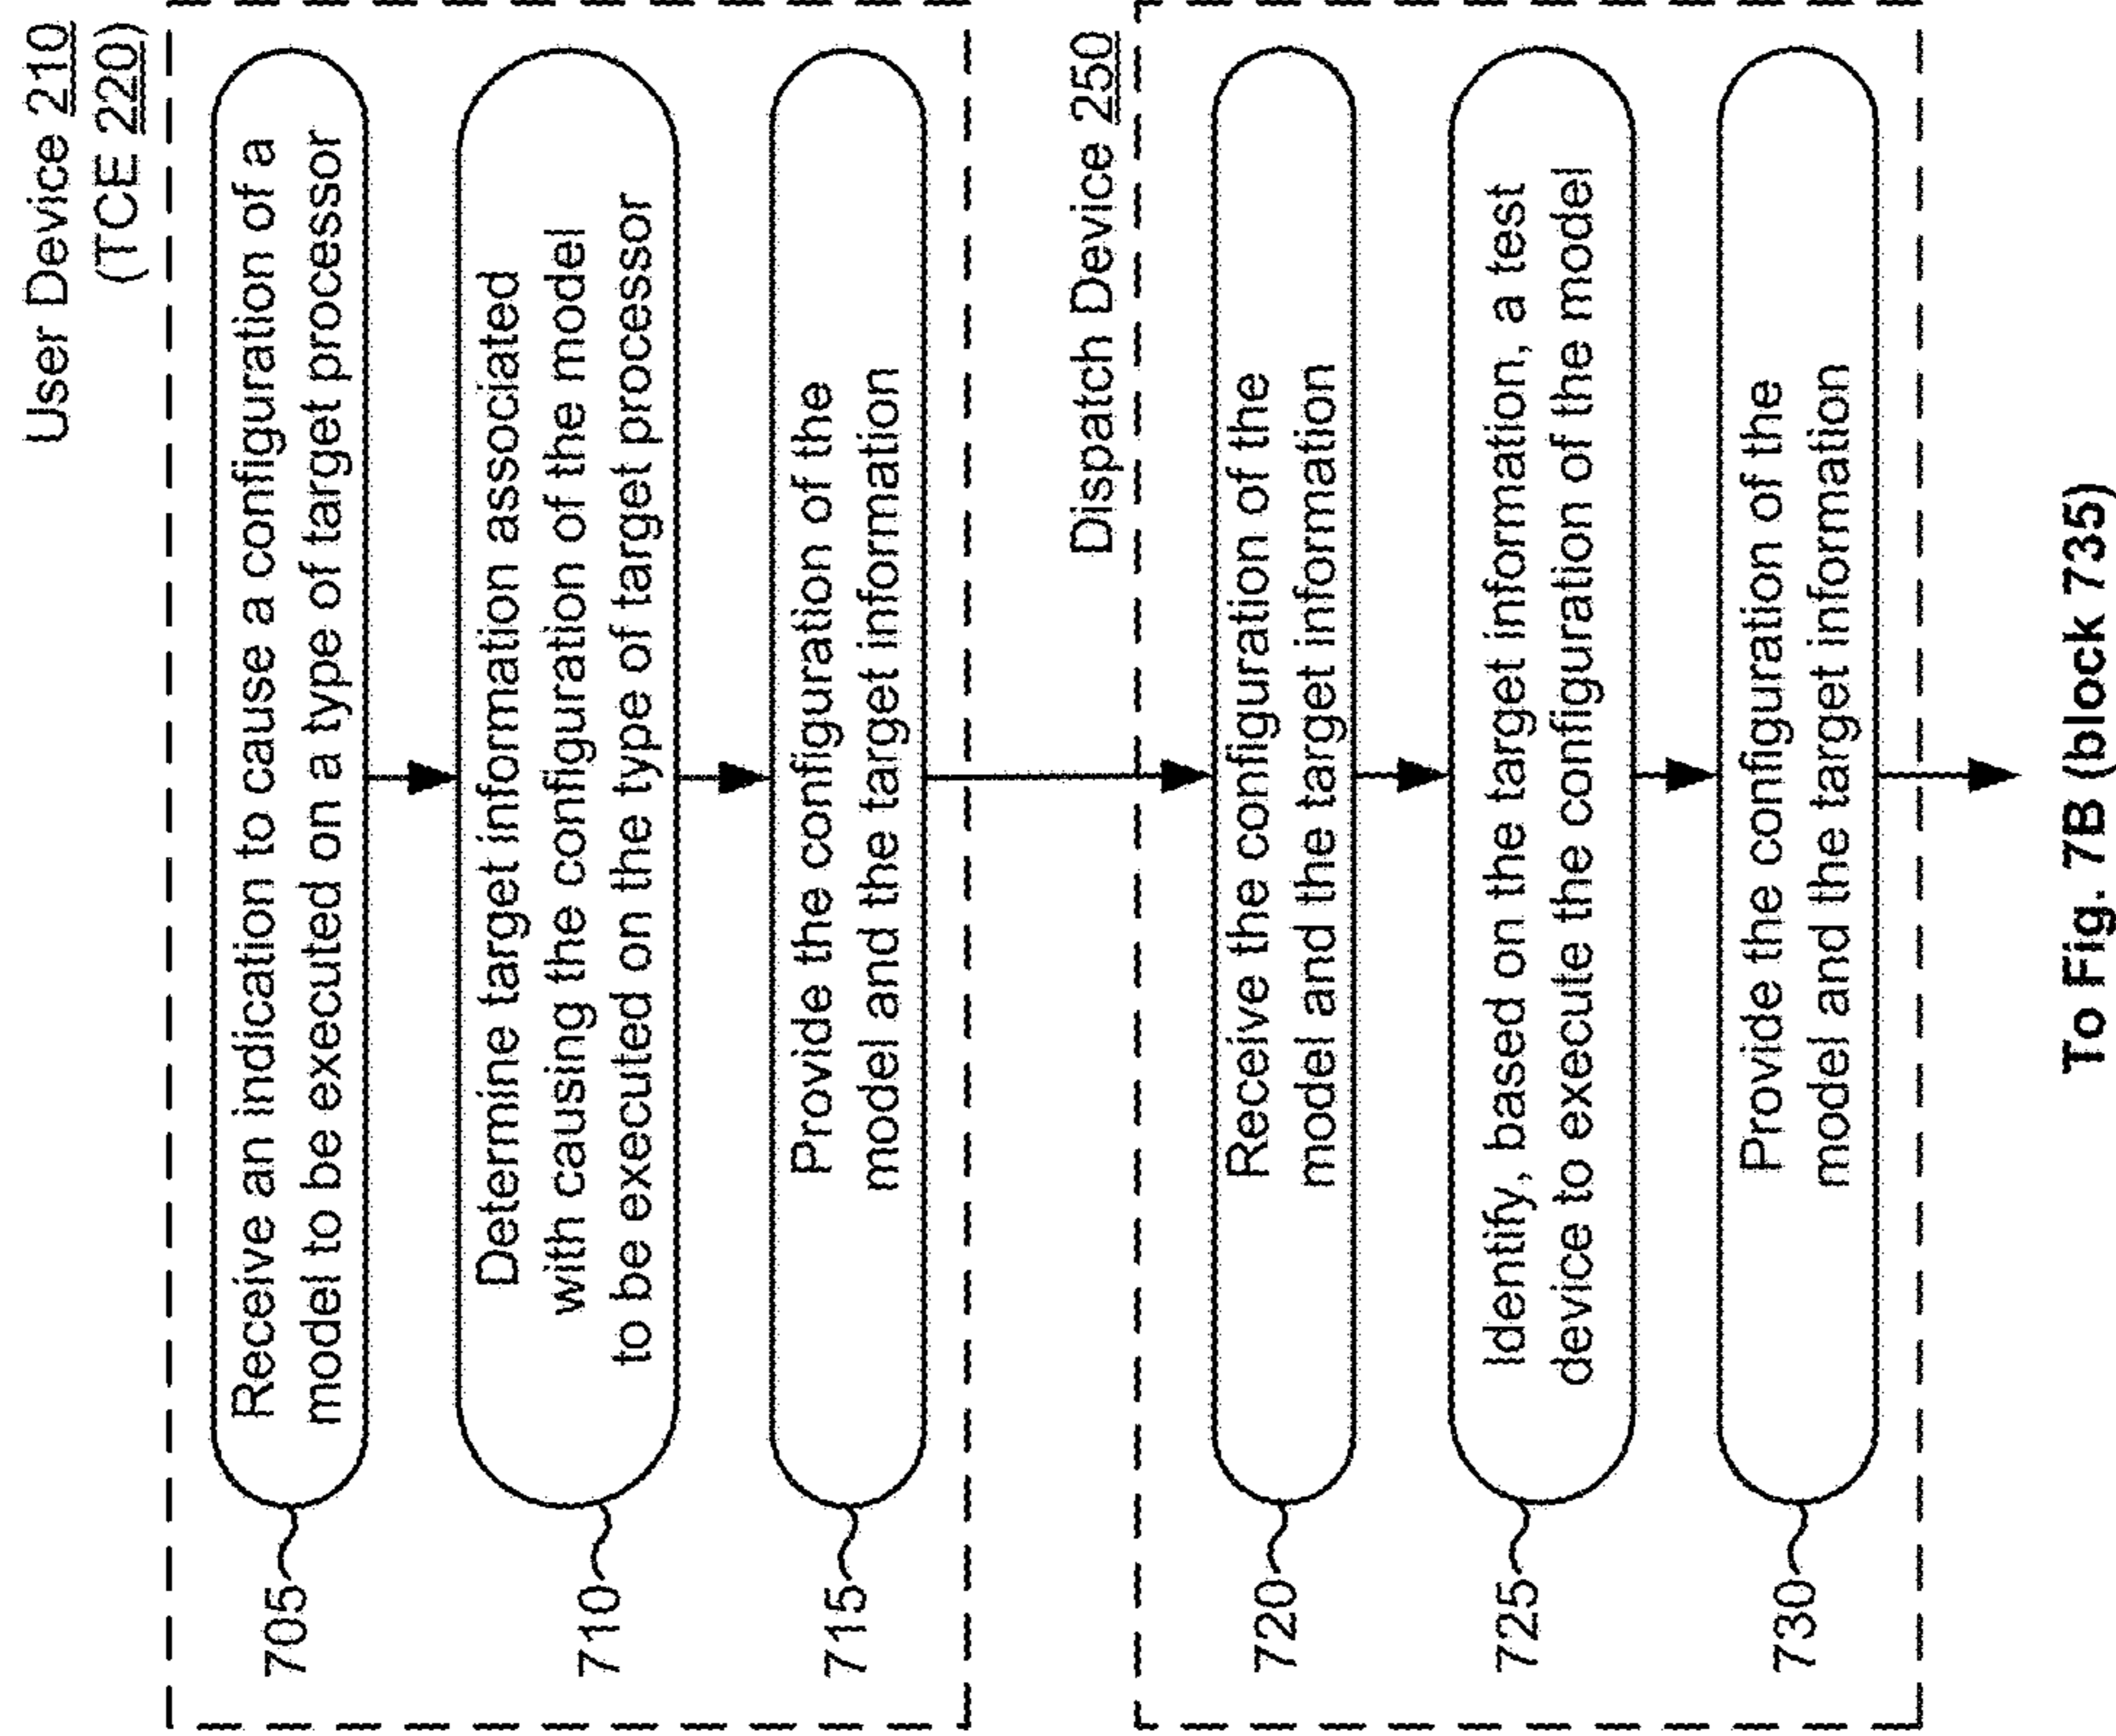 User Device 210
(TCE 220)
705
Receive an indication to cause a configuration of a
model to be executed on a type of target processor
710
Determine target information associated
with causing the configuration of the model
to be executed on the type of target processor
715
Provide the configuration of the
model and the target information
Dispatch Device 250
720
Receive the configuration of the
model and the target information
725
Identify, based on the target information, a test
device to execute the configuration of the model
730
Provide the configuration of the
model and the target information
To Fig. 7B (block 735)